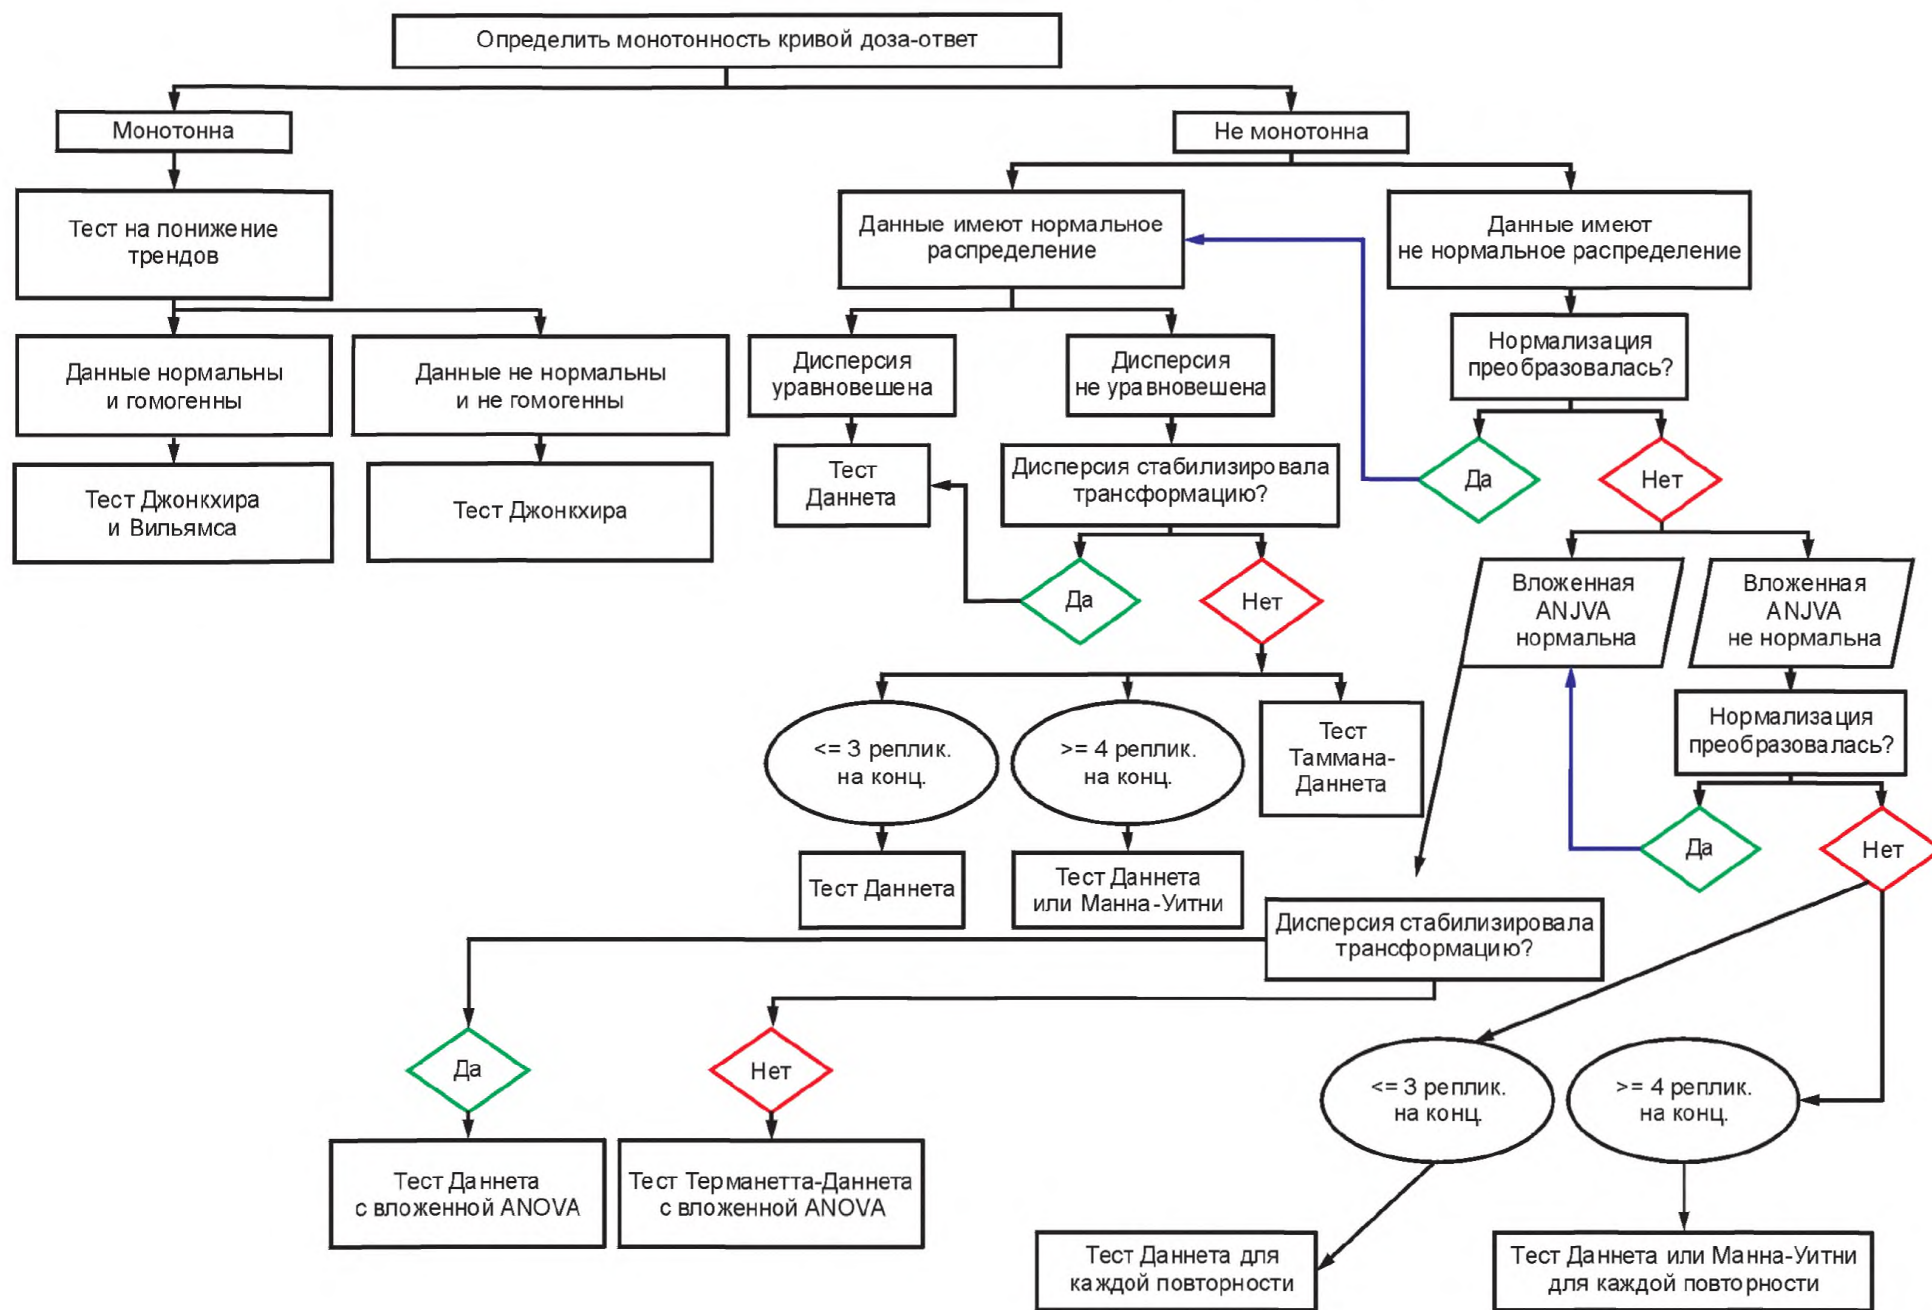 Определить монотонность кривой доза-ответ
Монотонна
Не монотонна
Тест на понижение
трендов
Данные имеют нормальное
распределение
Данные имеют
не нормальное распределение
Данные нормальны
и гомогенны
Данные не нормальны
и не гомогенны
Дисперсия
уравновешена
Дисперсия
не уравновешена
Нормализация
преобразовалась?
Тест Джонкхира
и Вильямса
Тест Джонкхира
Тест
Даннета
Дисперсия стабилизировала
трансформацию?
Да
Нет
Да
Нет
Вложенная
ANJVA
нормальна
Вложенная
ANJVA
не нормальна
<= 3 реплик.
на конц.
>= 4 реплик.
на конц.
Тест
Таммана-
Даннета
Нормализация
преобразовалась?
Да
Нет
Тест Даннета
Тест Даннета
или Манна-Уитни
Дисперсия стабилизировала
трансформацию?
Да
Нет
<= 3 реплик.
на конц.
>= 4 реплик.
на конц.
Тест Даннета
с вложенной ANOVA
Тест Терманетта-Даннета
с вложенной ANOVA
Тест Даннета для
каждой повторности
Тест Даннета или Манна-Уитни
для каждой повторности